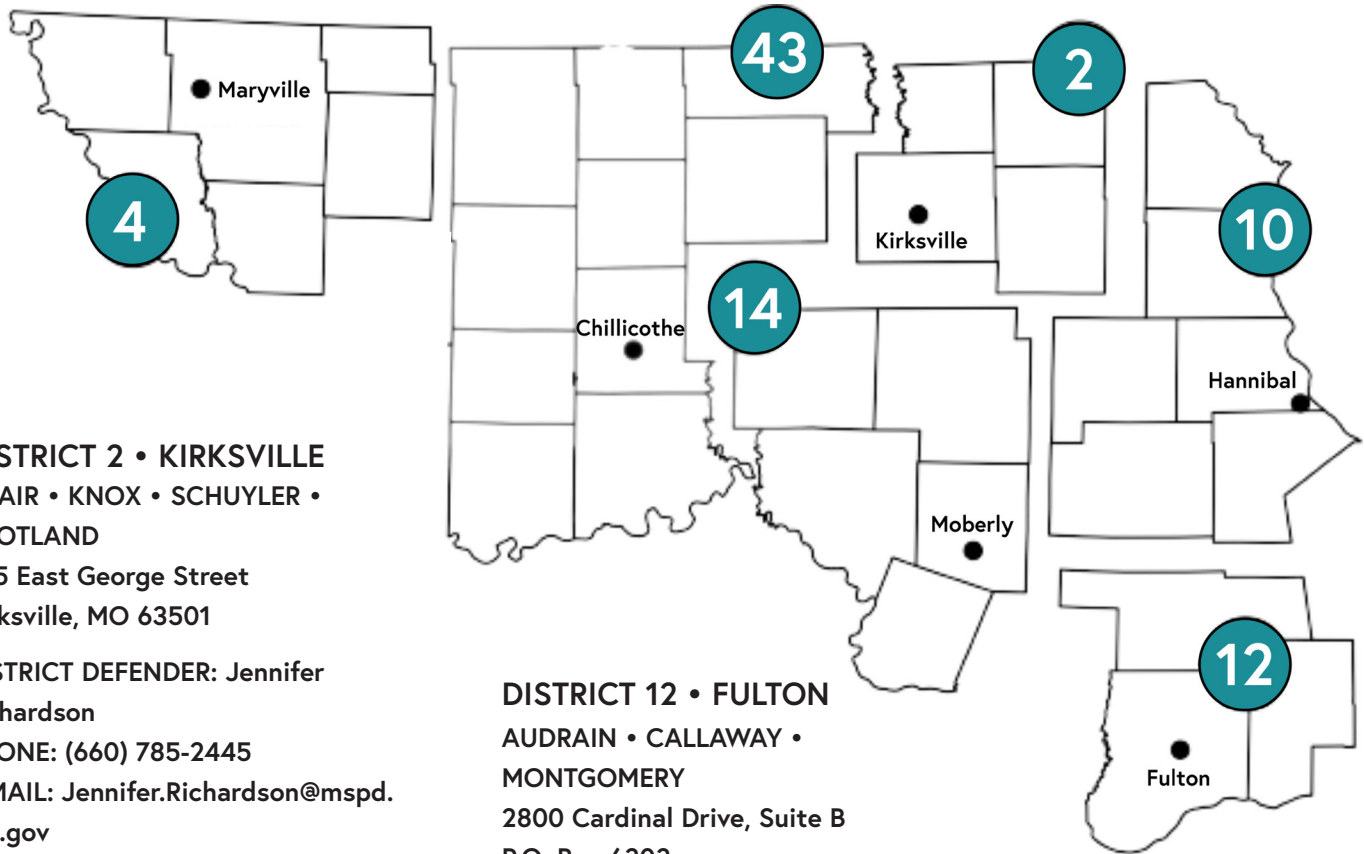 43
2
Maryville
4
10
Kirksville
14
Chillicothe
Hannibal
Moberly
12
Fulton
STRICT 2 • KIRKSVILLE
AIR • KNOX • SCHUYLER •
OTLAND
5 East George Street
ksville, MO 63501
STRICT DEFENDER: Jennifer
hardson
ONE: (660) 785-2445
MAIL: Jennifer.Richardson@mspd.
.gov
DISTRICT 12 • FULTON
AUDRAIN • CALLAWAY •
MONTGOMERY
2800 Cardinal Drive, Suite B